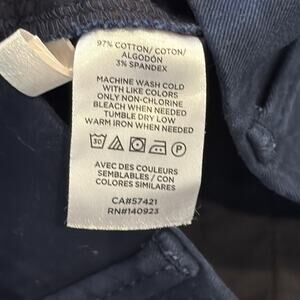 97% COTTON/ COTON/
ALGODÓN
3% SPANDEX
MACHINE WASH COLD
WITH LIKE COLORS
ONLY NON-CHLORINE
BLEACH WHEN NEEDED
TUMBLE DRY LOW
WARM IRON WHEN NEEDED
30 P
AVEC DES COULEURS
SEMBLABLES / CON
COLORES SIMILARES
CA#57421
RN#140923